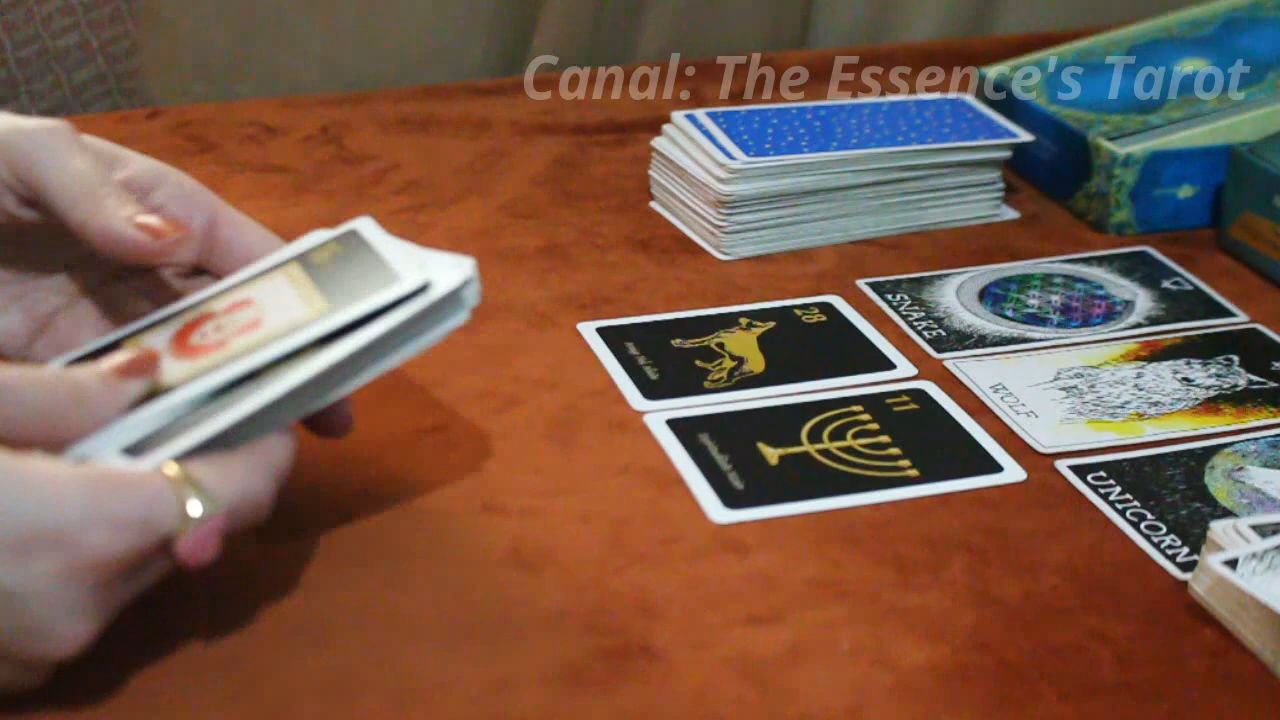 Canal: The Essence's Tarot
SNAKE
28
WOLF
11
UNICORN